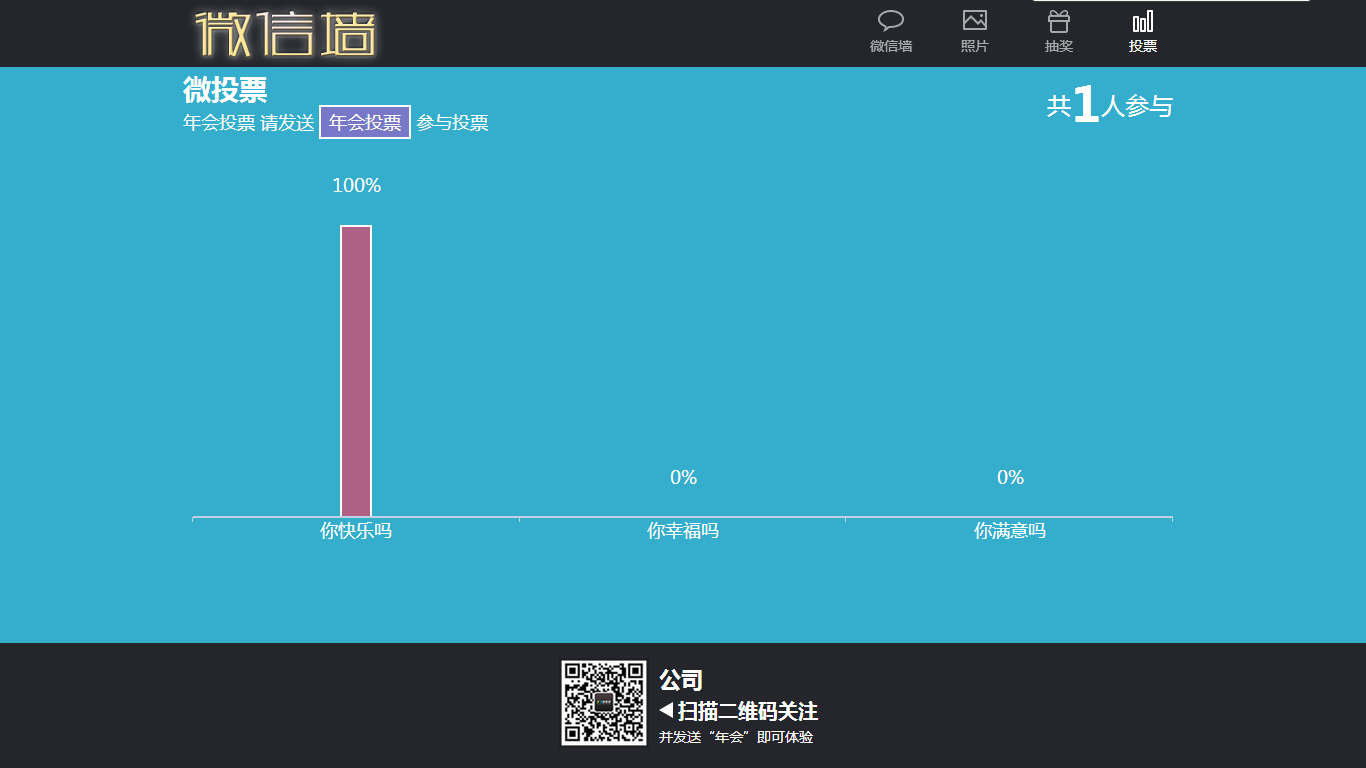 微信墙
微信墙 照片 抽奖 投票
微投票
年会投票 请发送 年会投票 参与投票
共1人参与
100%
0% 0%
你快乐吗 你幸福吗 你满意吗
公司
扫描二维码关注
并发送“年会”即可体验